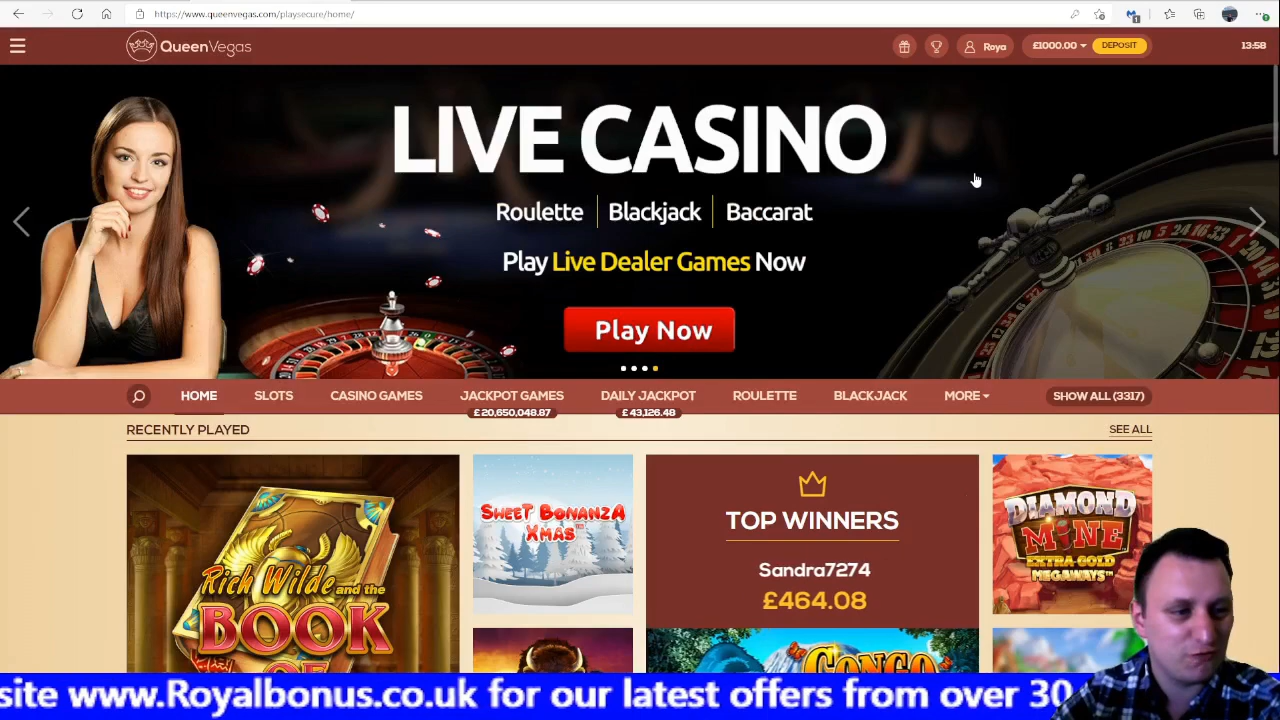 https://www.queenvegas.com/playsecure/home/
QueenVegas
Roya
£1000.00
DEPOSIT
13:58
LIVE CASINO
Roulette | Blackjack | Baccarat
Play Live Dealer Games Now
Play Now
HOME
SLOTS
CASINO GAMES
JACKPOT GAMES
DAILY JACKPOT
ROULETTE
BLACKJACK
MORE
SHOW ALL (3317)
£ 20,650,048.87
£ 43,126.48
RECENTLY PLAYED
SEE ALL
Rich Wilde and the
BOOK
OF
SWEET BONANZA
XMAS™
TOP WINNERS
Sandra7274
£464.08
DIAMOND
MINE
EXTRA GOLD
MEGAWAYS™
CONGO
site www.Royalbonus.co.uk for our latest offers from over 30